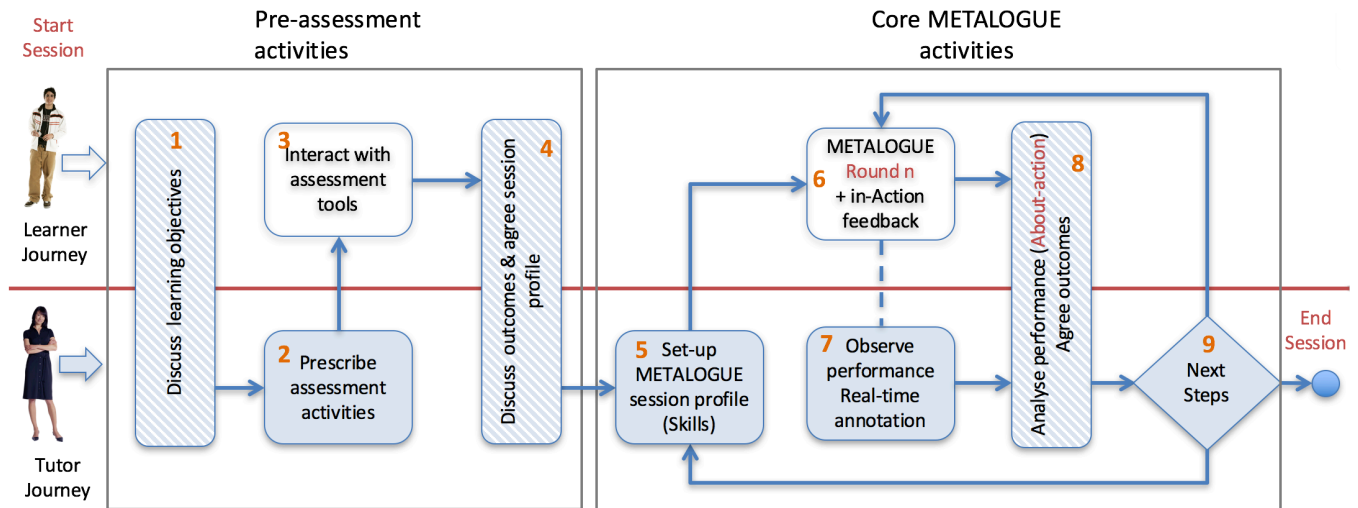 Start
Session
Pre-assessment
activities
Core METALOGUE
activities
Learner
Journey
Tutor
Journey
1
Discuss learning objectives
2
Prescribe
assessment
activities
3
Interact with
assessment
tools
4
Discuss outcomes & agree session
profile
5
Set-up
METALOGUE
session profile
(Skills)
METALOGUE
6
Round n
+ in-Action
feedback
7
Observe
performance
Real-time
annotation
8
Analyse performance (About-action)
Agree outcomes
9
Next
Steps
End
Session